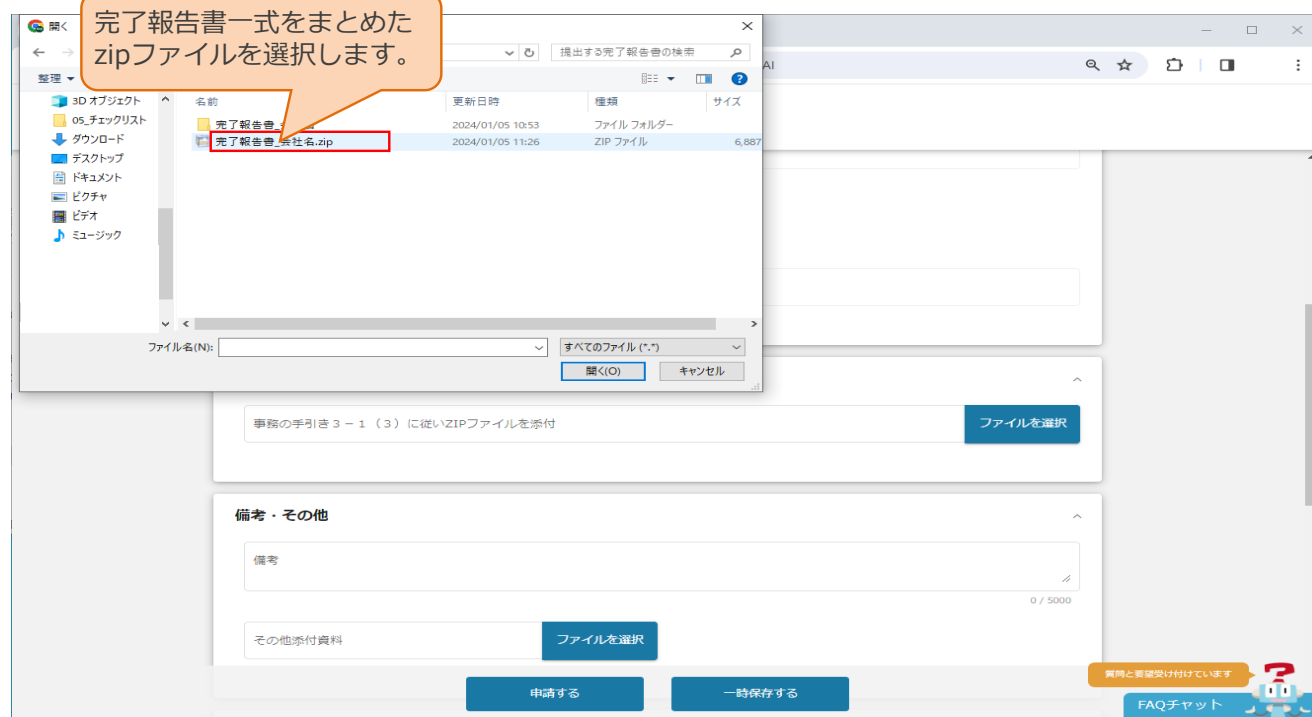 完了報告書一式をまとめた
zipファイルを選択します。
開く
提出する完了報告書の検索
AI
整理
3D オブジェクト
05_チェックリスト
ダウンロード
デスクトップ
ドキュメント
ピクチャ
ビデオ
ミュージック
名前 更新日時 種類 サイズ
完了報告書_ 2024/01/05 10:53 ファイル フォルダー
完了報告書_会社名.zip 2024/01/05 11:26 ZIP ファイル 6,887
ファイル名(N): すべてのファイル (*.*)
開く(O) キャンセル
事務の手引き3－1（3）に従いZIPファイルを添付 ファイルを選択
備考・その他
備考
0 / 5000
その他添付資料 ファイルを選択
申請する 一時保存する
質問と要望受け付けています
FAQチャット